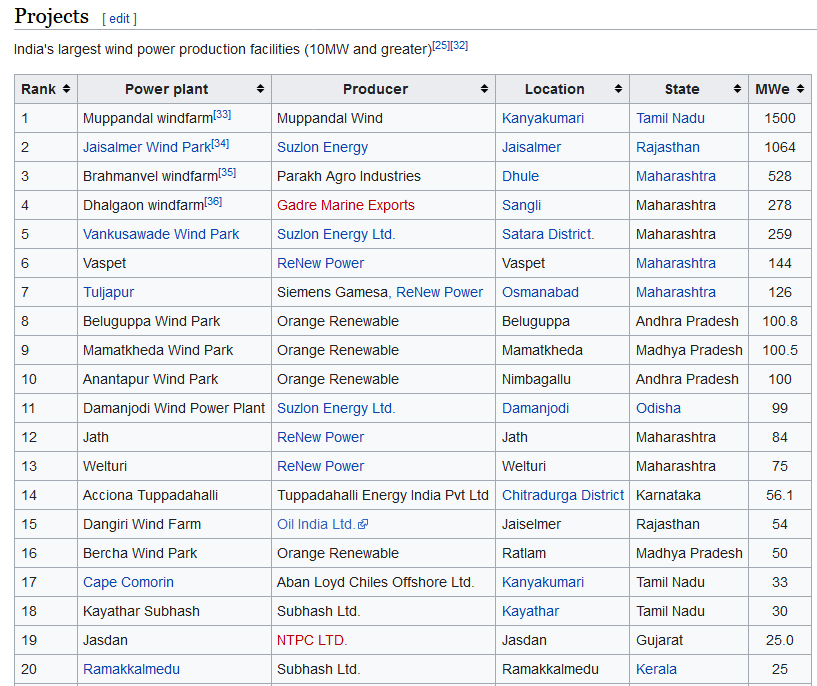 Projects [ edit ]
India's largest wind power production facilities (10MW and greater)[25][32]
Rank Power plant Producer Location State MWe
1 Muppandal windfarm[33] Muppandal Wind Kanyakumari Tamil Nadu 1500
2 Jaisalmer Wind Park[34] Suzlon Energy Jaisalmer Rajasthan 1064
3 Brahmanvel windfarm[35] Parakh Agro Industries Dhule Maharashtra 528
4 Dhalgaon windfarm[36] Gadre Marine Exports Sangli Maharashtra 278
5 Vankusawade Wind Park Suzlon Energy Ltd. Satara District. Maharashtra 259
6 Vaspet ReNew Power Vaspet Maharashtra 144
7 Tuljapur Siemens Gamesa, ReNew Power Osmanabad Maharashtra 126
8 Beluguppa Wind Park Orange Renewable Beluguppa Andhra Pradesh 100.8
9 Mamatkheda Wind Park Orange Renewable Mamatkheda Madhya Pradesh 100.5
10 Anantapur Wind Park Orange Renewable Nimbagallu Andhra Pradesh 100
11 Damanjodi Wind Power Plant Suzlon Energy Ltd. Damanjodi Odisha 99
12 Jath ReNew Power Jath Maharashtra 84
13 Welturi ReNew Power Welturi Maharashtra 75
14 Acciona Tuppadahalli Tuppadahalli Energy India Pvt Ltd Chitradurga District Karnataka 56.1
15 Dangiri Wind Farm Oil India Ltd. Jaiselmer Rajasthan 54
16 Bercha Wind Park Orange Renewable Ratlam Madhya Pradesh 50
17 Cape Comorin Aban Loyd Chiles Offshore Ltd. Kanyakumari Tamil Nadu 33
18 Kayathar Subhash Subhash Ltd. Kayathar Tamil Nadu 30
19 Jasdan NTPC LTD. Jasdan Gujarat 25.0
20 Ramakkalmedu Subhash Ltd. Ramakkalmedu Kerala 25